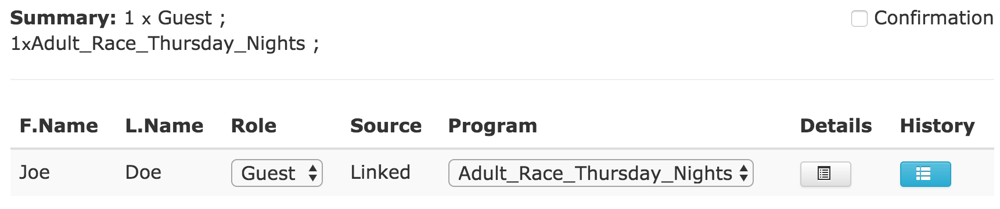 Summary: 1 x Guest ;
Confirmation
1xAdult_Race_Thursday_Nights ;
F.Name L.Name Role Source Program Details History
Joe Doe Guest Linked Adult_Race_Thursday_Nights